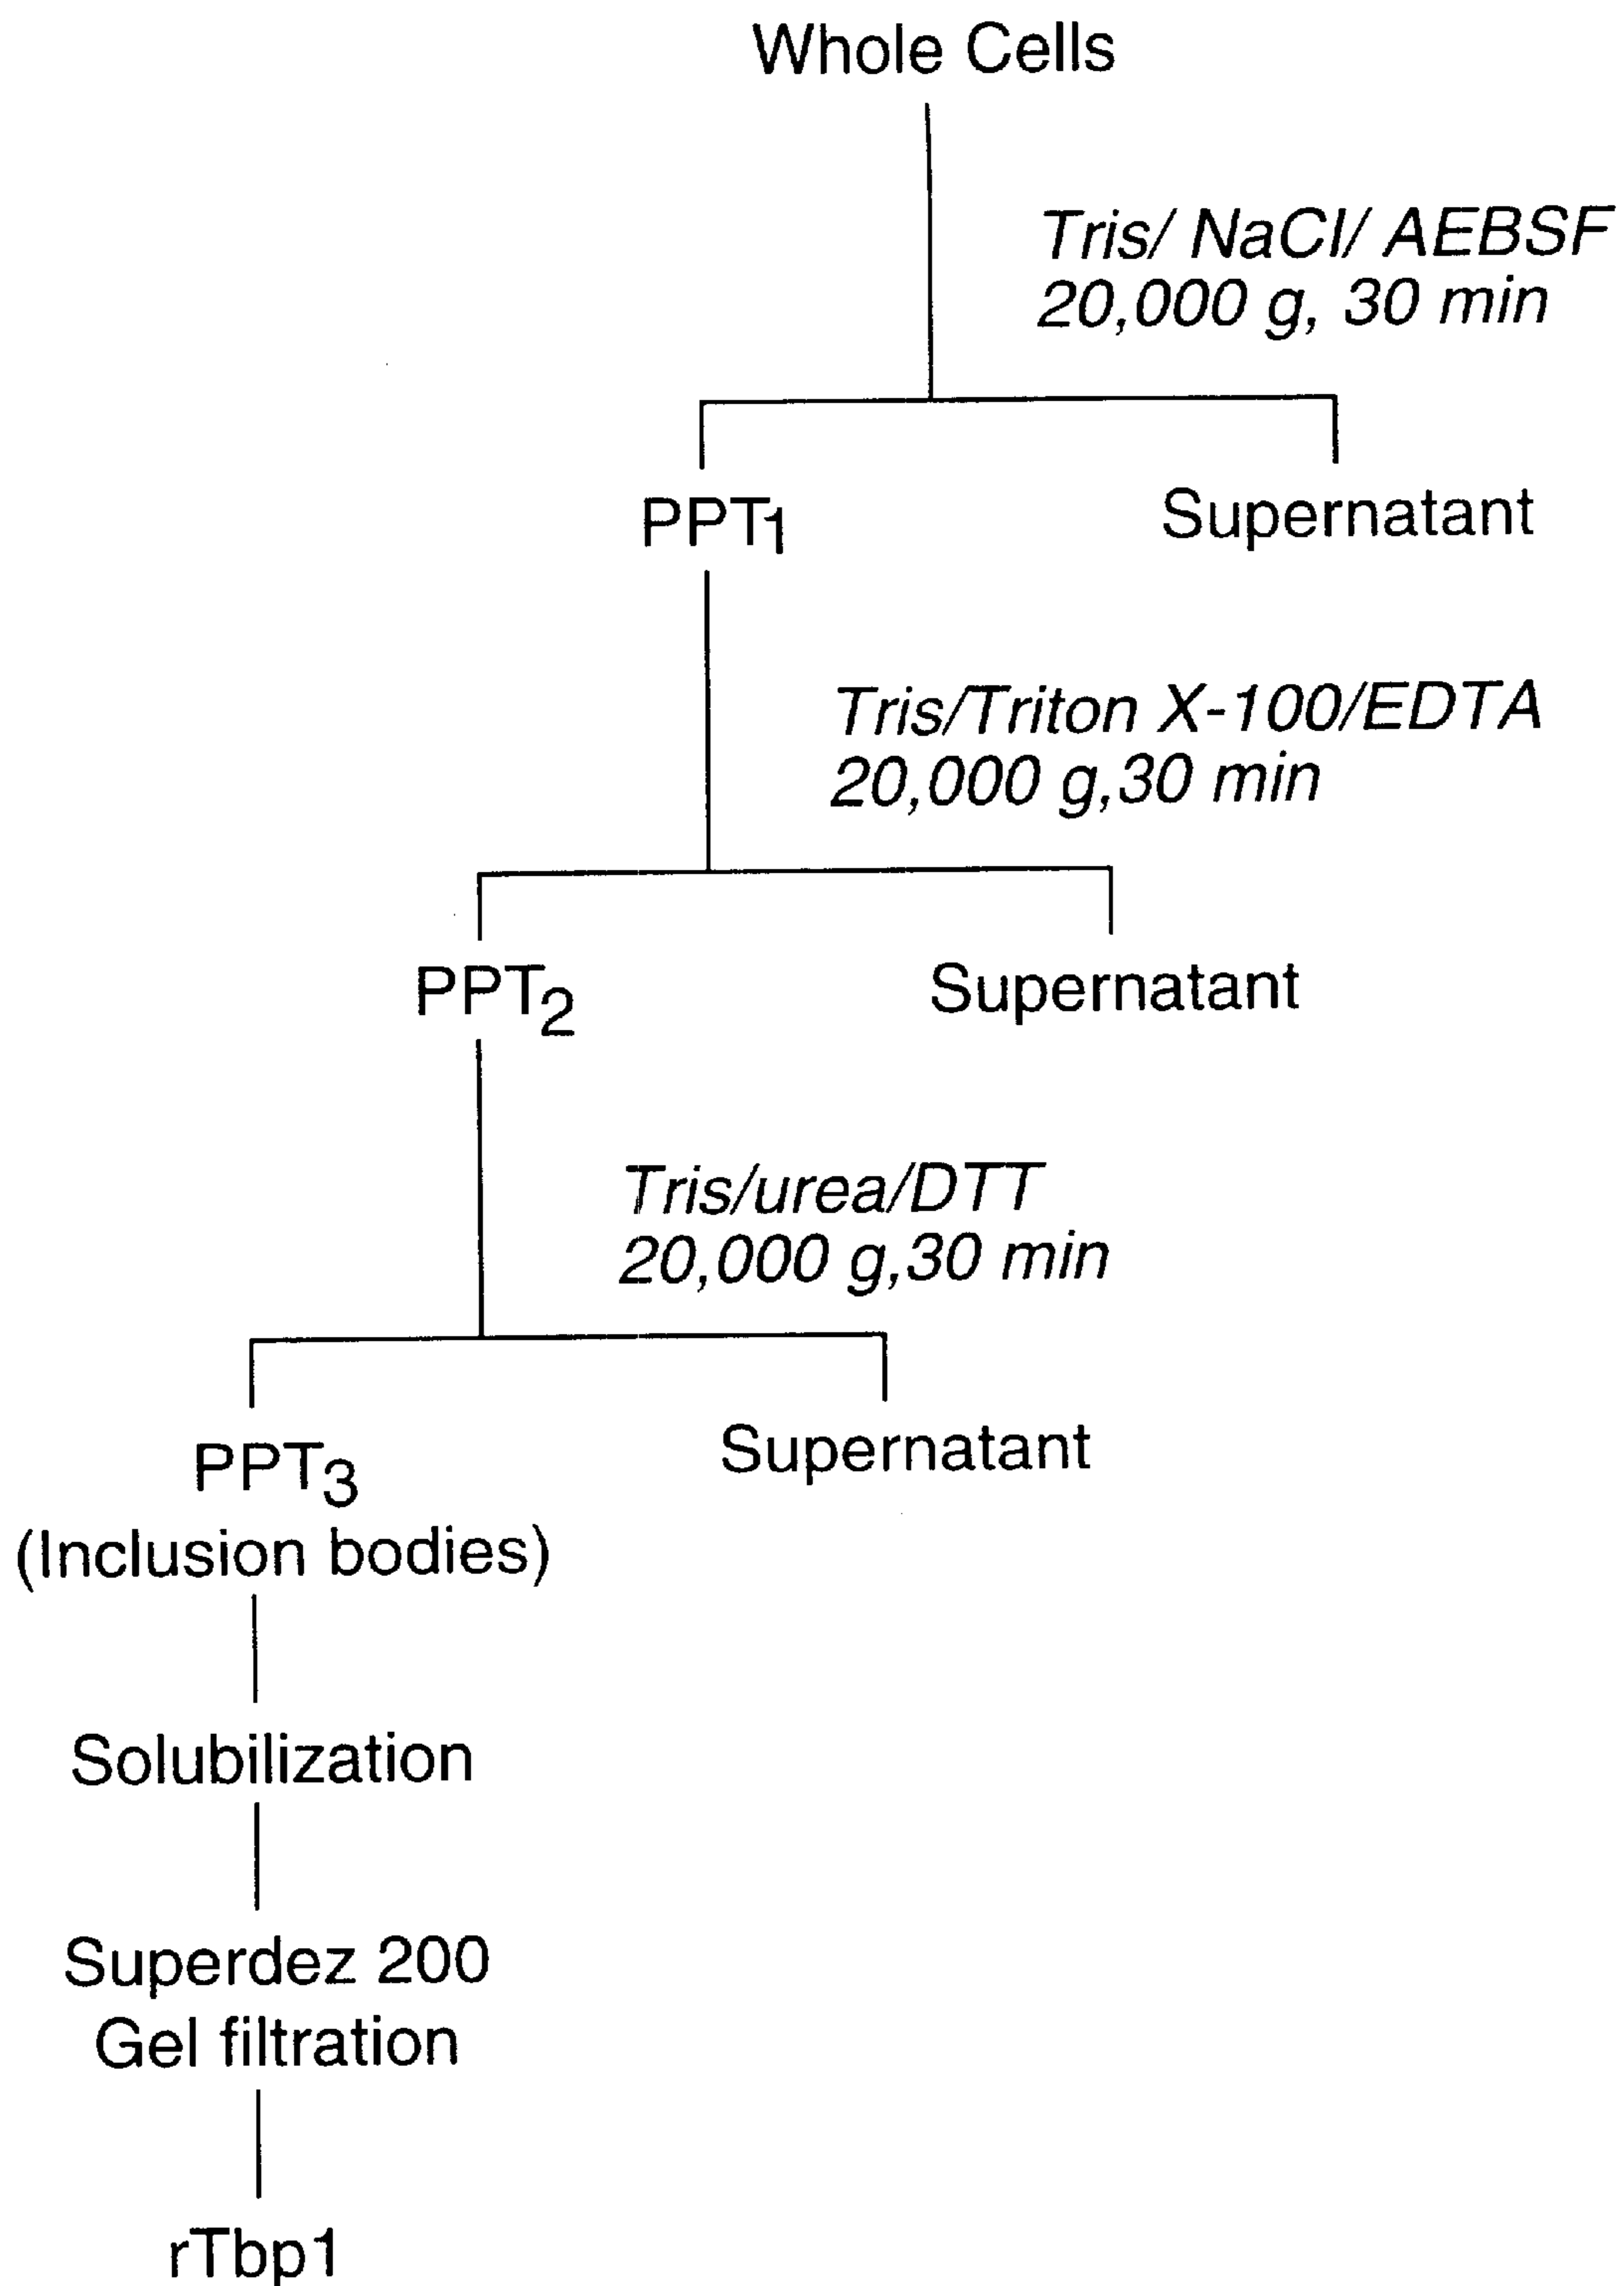 Whole Cells
Tris/ NaCl/ AEBSF
20,000 g, 30 min
PPT1
Supernatant
Tris/Triton X-100/EDTA
20,000 g,30 min
PPT2
Supernatant
Tris/urea/DTT
20,000 g,30 min
PPT3
Supernatant
(Inclusion bodies)
Solubilization
Superdez 200
Gel filtration
rTbp1